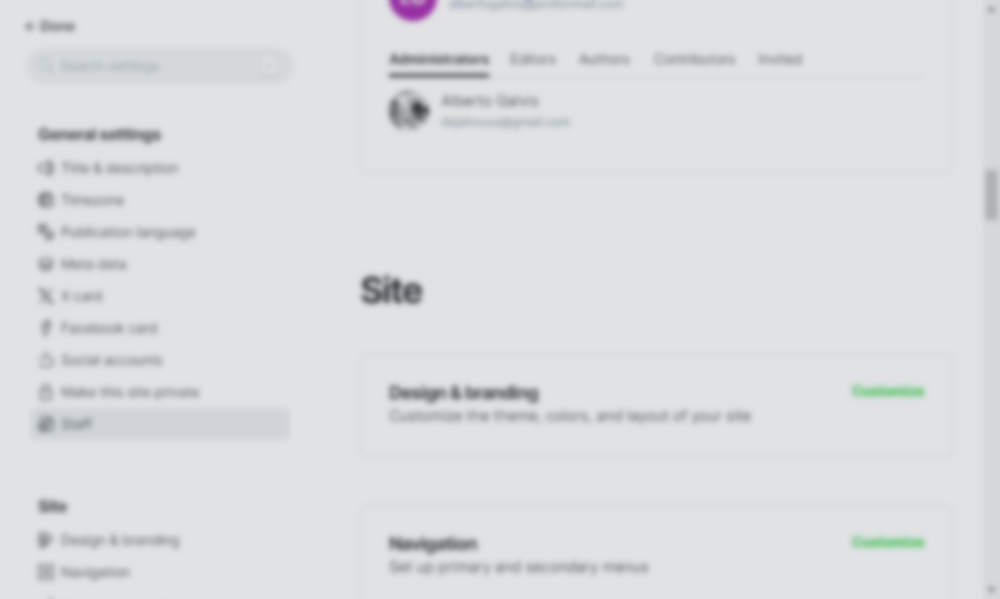 Done
Search settings
General settings
Title & description
Timezone
Publication language
Meta data
X card
Facebook card
Social accounts
Make this site private
Staff
Site
Design & branding
Navigation
Administrators
Editors
Authors
Contributors
Invited
Alberto Galvis
Site
Design & branding
Customize
Customize the theme, colors, and layout of your site
Navigation
Customize
Set up primary and secondary menus